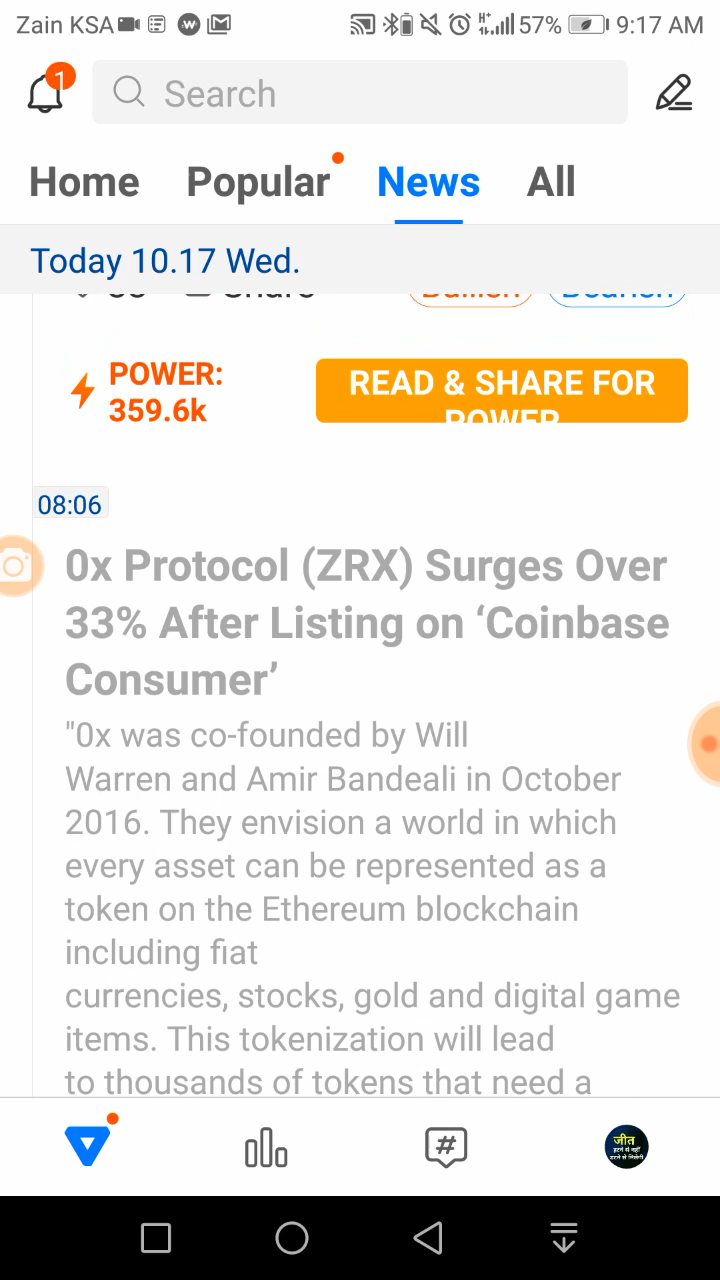 Zain KSA
57%
9:17 AM
1
Search
Home Popular News All
Today 10.17 Wed.
Share Bullish Bearish
POWER: 359.6k
READ & SHARE FOR POWER
08:06
0x Protocol (ZRX) Surges Over
33% After Listing on ‘Coinbase
Consumer’
"0x was co-founded by Will
Warren and Amir Bandeali in October
2016. They envision a world in which
every asset can be represented as a
token on the Ethereum blockchain
including fiat
currencies, stocks, gold and digital game
items. This tokenization will lead
to thousands of tokens that need a
#
जीत